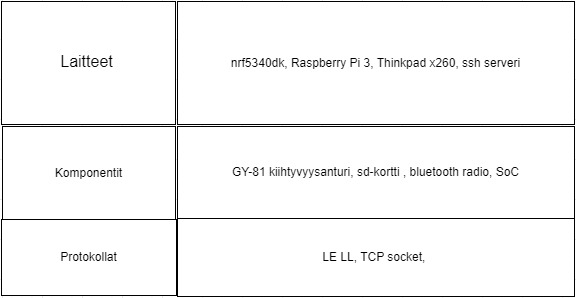 Laitteet
nrf5340dk, Raspberry Pi 3, Thinkpad x260, ssh serveri
Komponentit
GY-81 kiihtyvyysanturi, sd-kortti , bluetooth radio, SoC
Protokollat
LE LL, TCP socket,